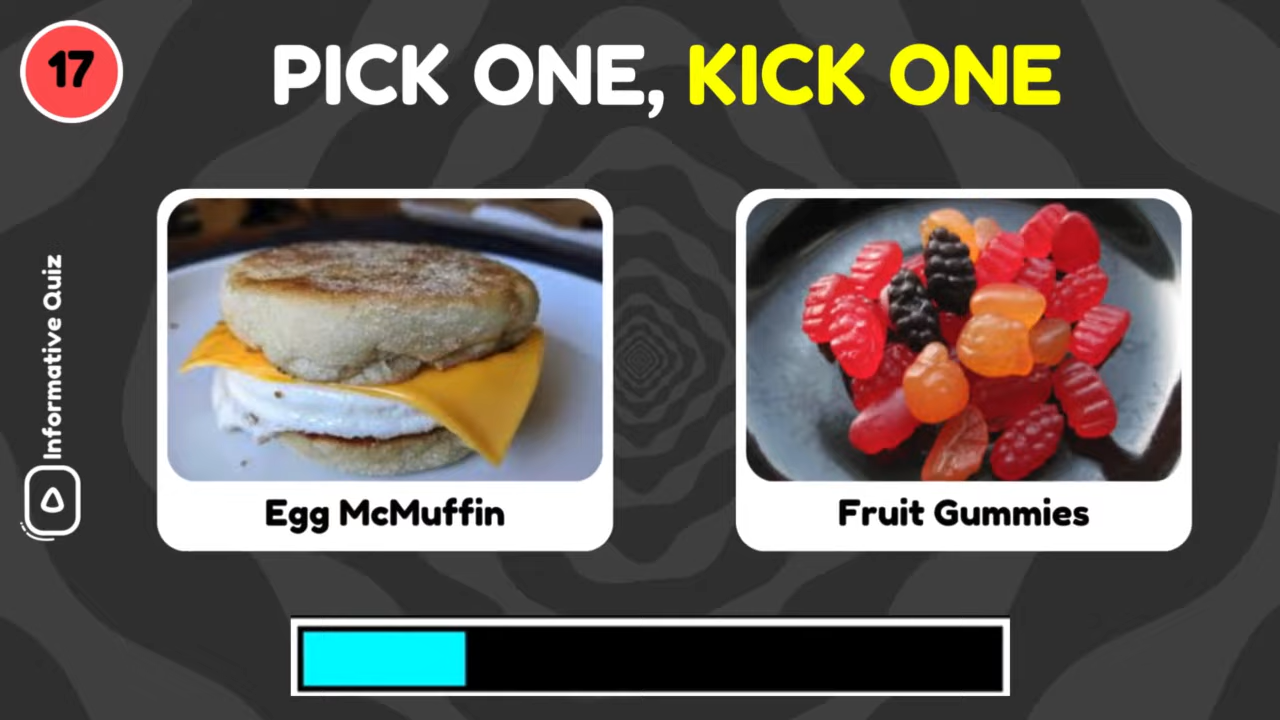 17
PICK ONE, KICK ONE
Informative Quiz
Egg McMuffin
Fruit Gummies